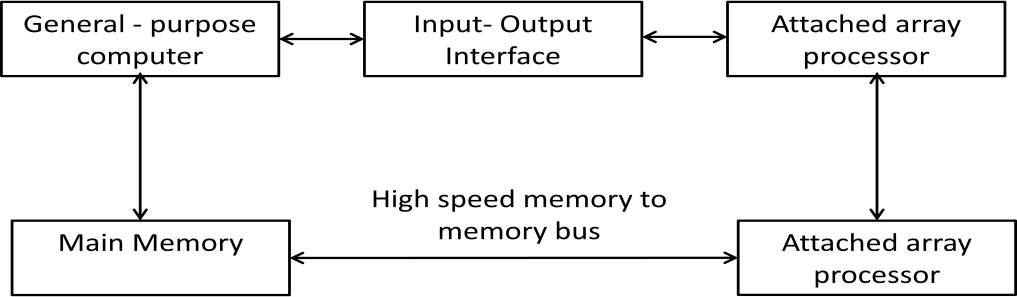 General - purpose
computer
Input- Output
Interface
Attached array
processor
High speed memory to
memory bus
Main Memory
Attached array
processor